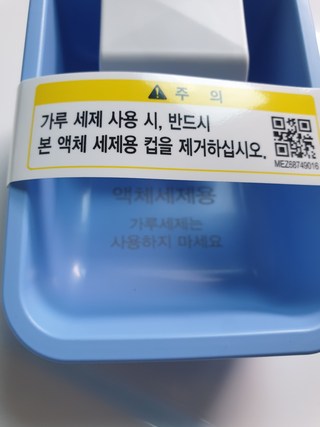 주 의
가루 세제 사용 시, 반드시
본 액체 세제용 컵을 제거하십시오.
MEZ68749016
액체세제용
가루세제는
사용하지 마세요